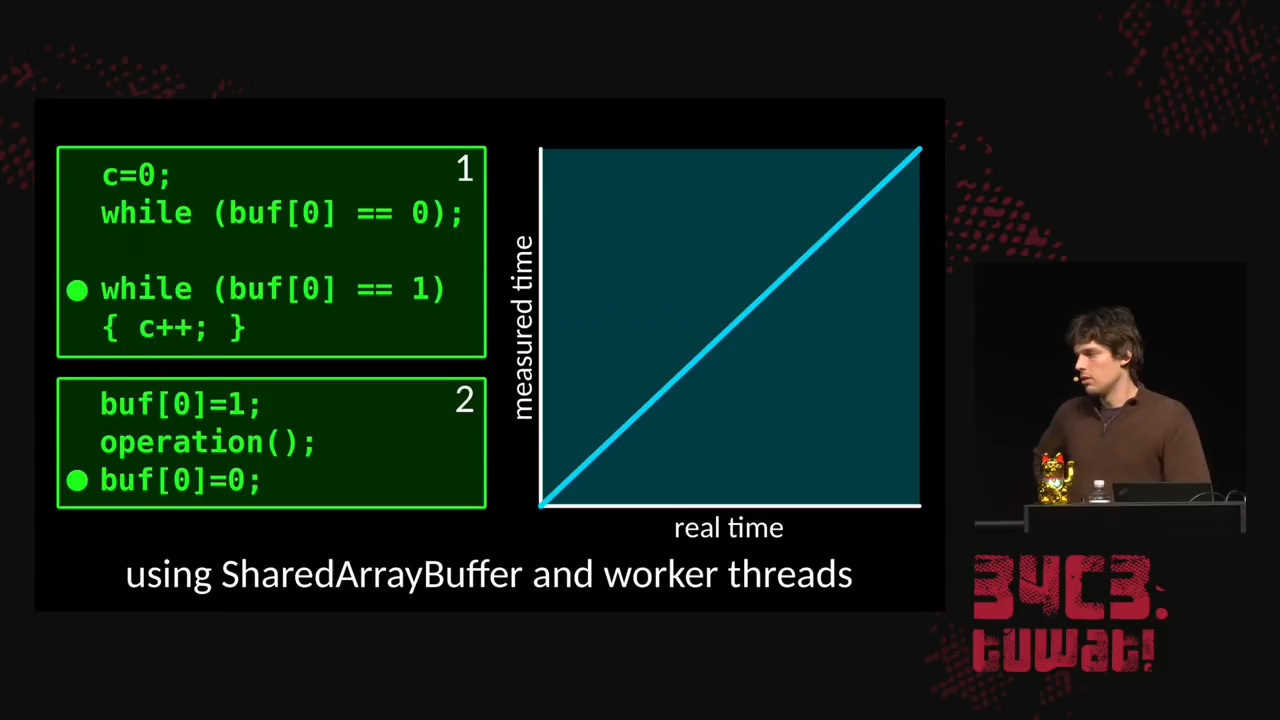 1
c=0;
while (buf[0] == 0);
while (buf[0] == 1)
{ c++; }
2
buf[0]=1;
operation();
buf[0]=0;
measured time
real time
using SharedArrayBuffer and worker threads
34C3.
tuwat!